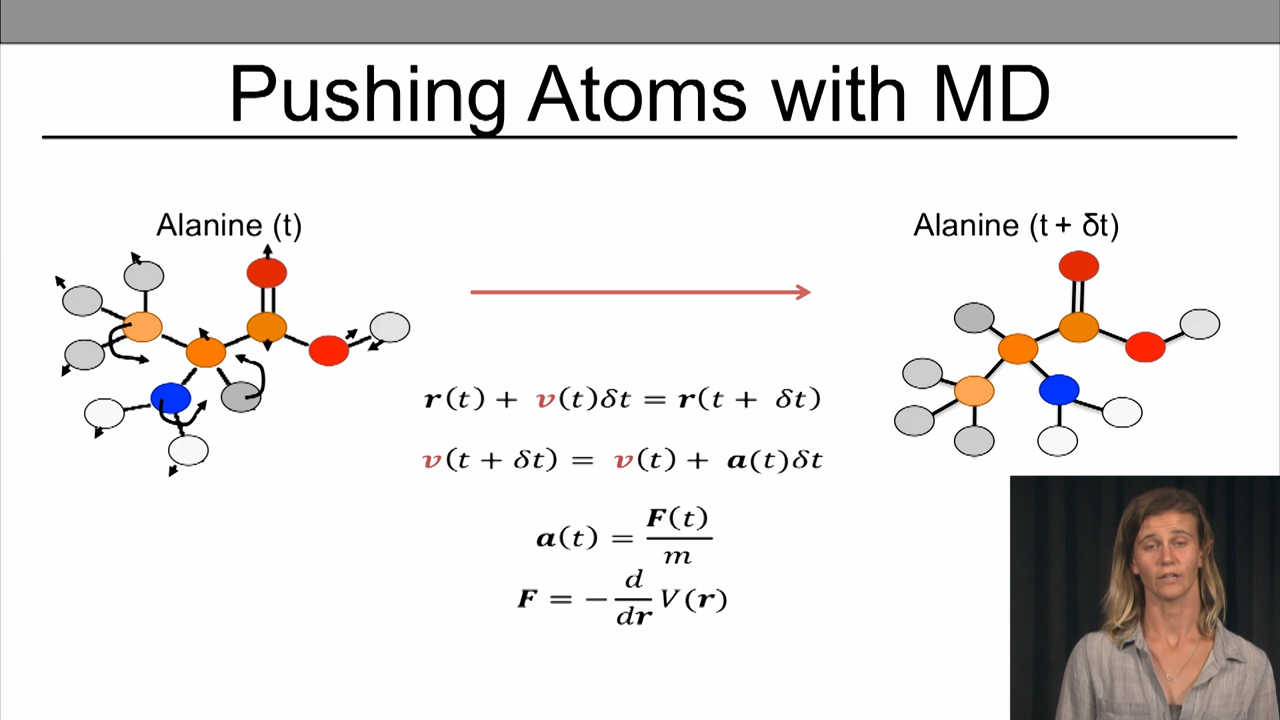 Pushing Atoms with MD
Alanine (t)
Alanine (t + δt)
r(t) + v(t)δt = r(t + δt)
v(t + δt) = v(t) + a(t)δt
a(t) = F(t)/m
F = − d/dr V(r)